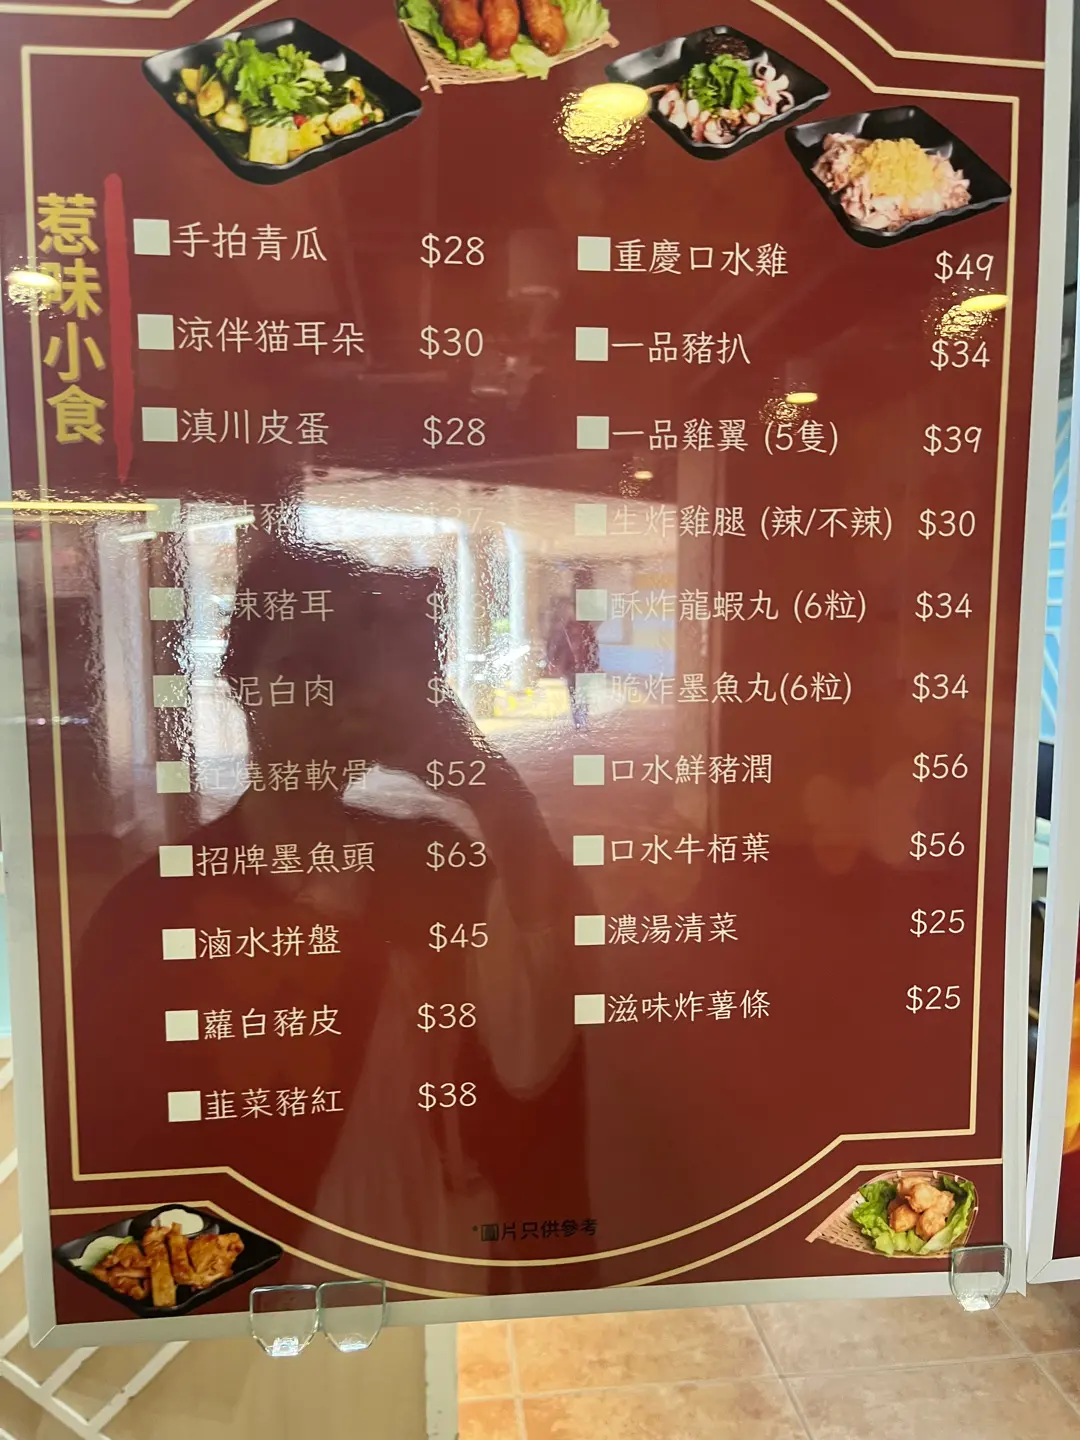 惹味小食
手拍青瓜 $28
涼伴猫耳朵 $30
滇川皮蛋 $28
辣豬
辣豬耳
泥白肉
紅燒豬軟骨 $52
招牌墨魚頭 $63
滷水拼盤 $45
蘿白豬皮 $38
韮菜豬紅 $38
重慶口水雞 $49
一品豬扒 $34
一品雞翼 (5隻) $39
生炸雞腿 (辣/不辣) $30
酥炸龍蝦丸 (6粒) $34
脆炸墨魚丸(6粒) $34
口水鮮豬潤 $56
口水牛栢葉 $56
濃湯清菜 $25
滋味炸薯條 $25
*圖片只供參考